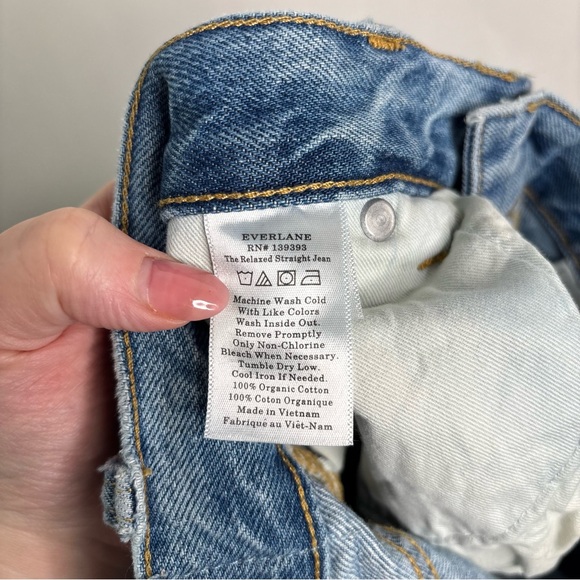 EVERLANE
RN# 139393
The Relaxed Straight Jean
Machine Wash Cold
With Like Colors
Wash Inside Out.
Remove Promptly
Only Non-Chlorine
Bleach When Necessary.
Tumble Dry Low.
Cool Iron If Needed.
100% Organic Cotton
100% Coton Organique
Made in Vietnam
Fabrique au Viêt-Nam